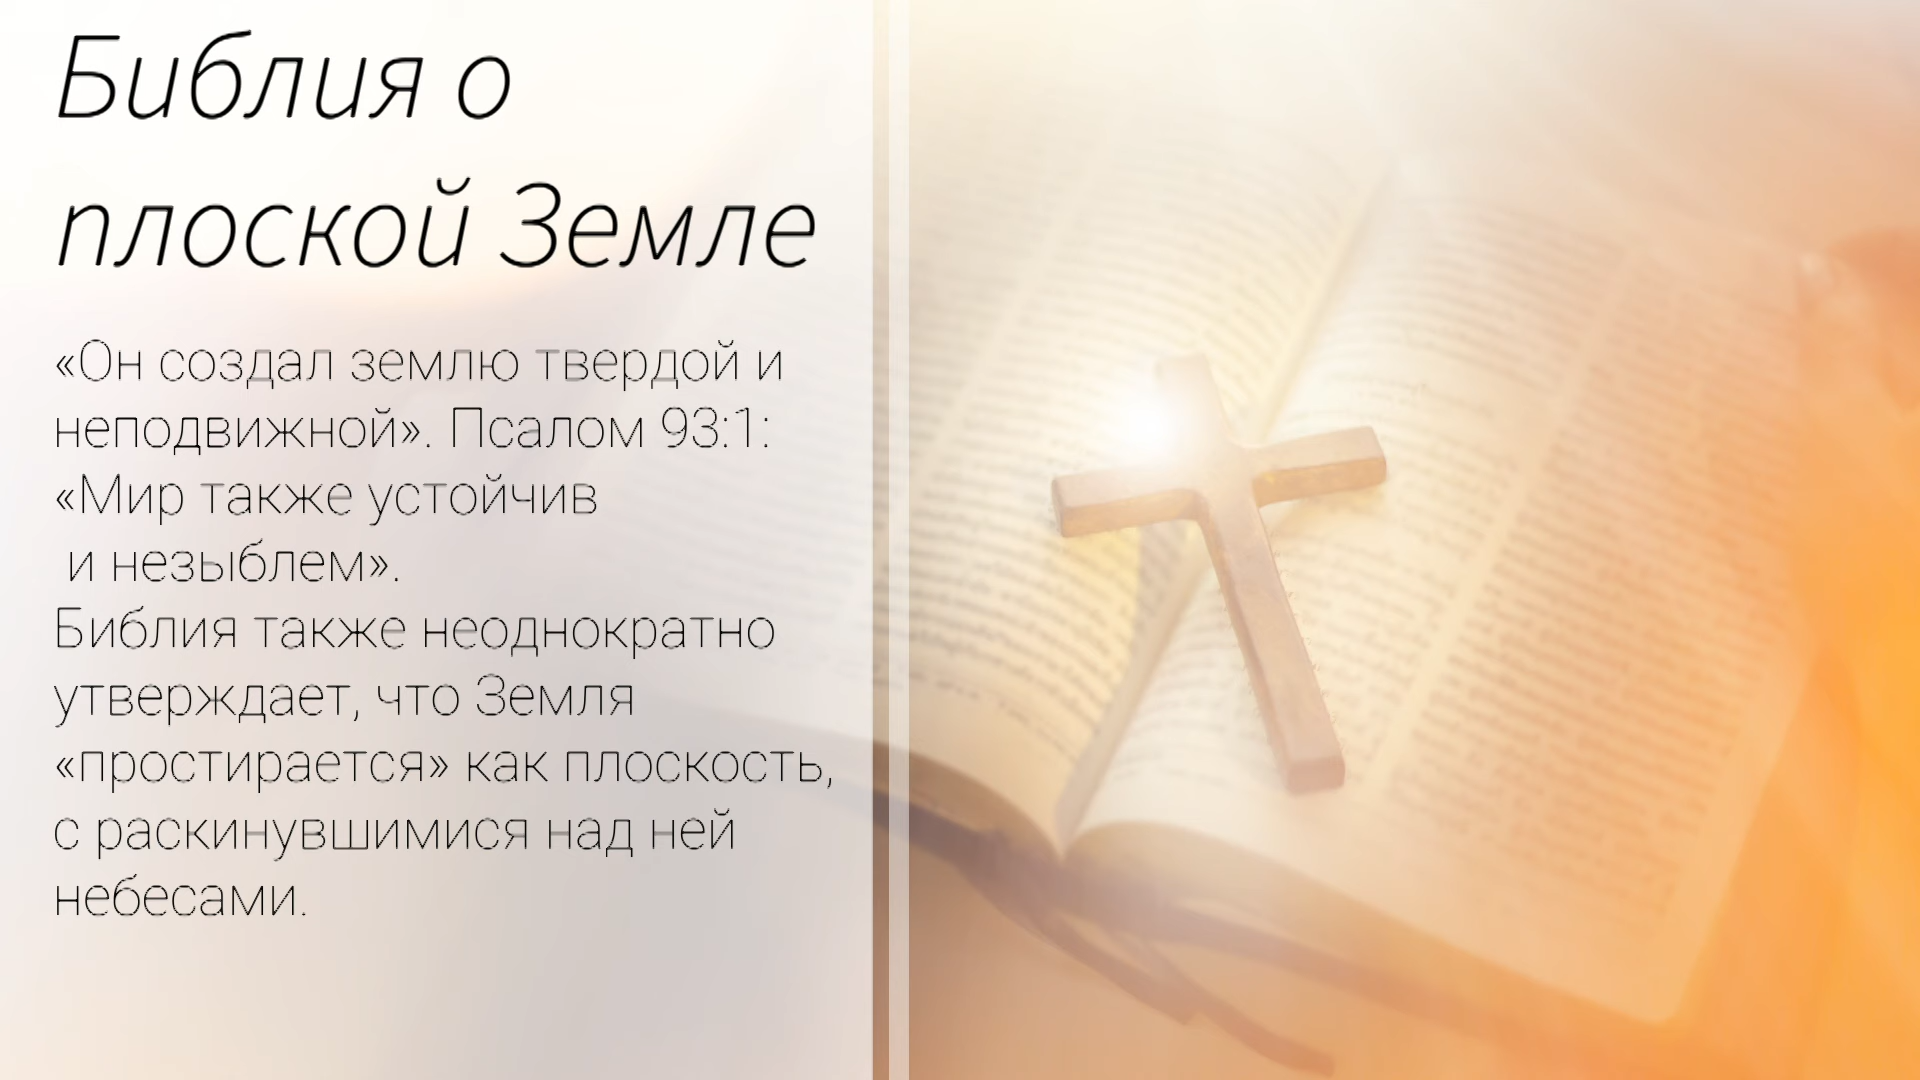 Библия о
плоской Земле
«Он создал землю твердой и
неподвижной». Псалом 93:1:
«Мир также устойчив
и незыблем».
Библия также неоднократно
утверждает, что Земля
«простирается» как плоскость,
с раскинувшимися над ней
небесами.